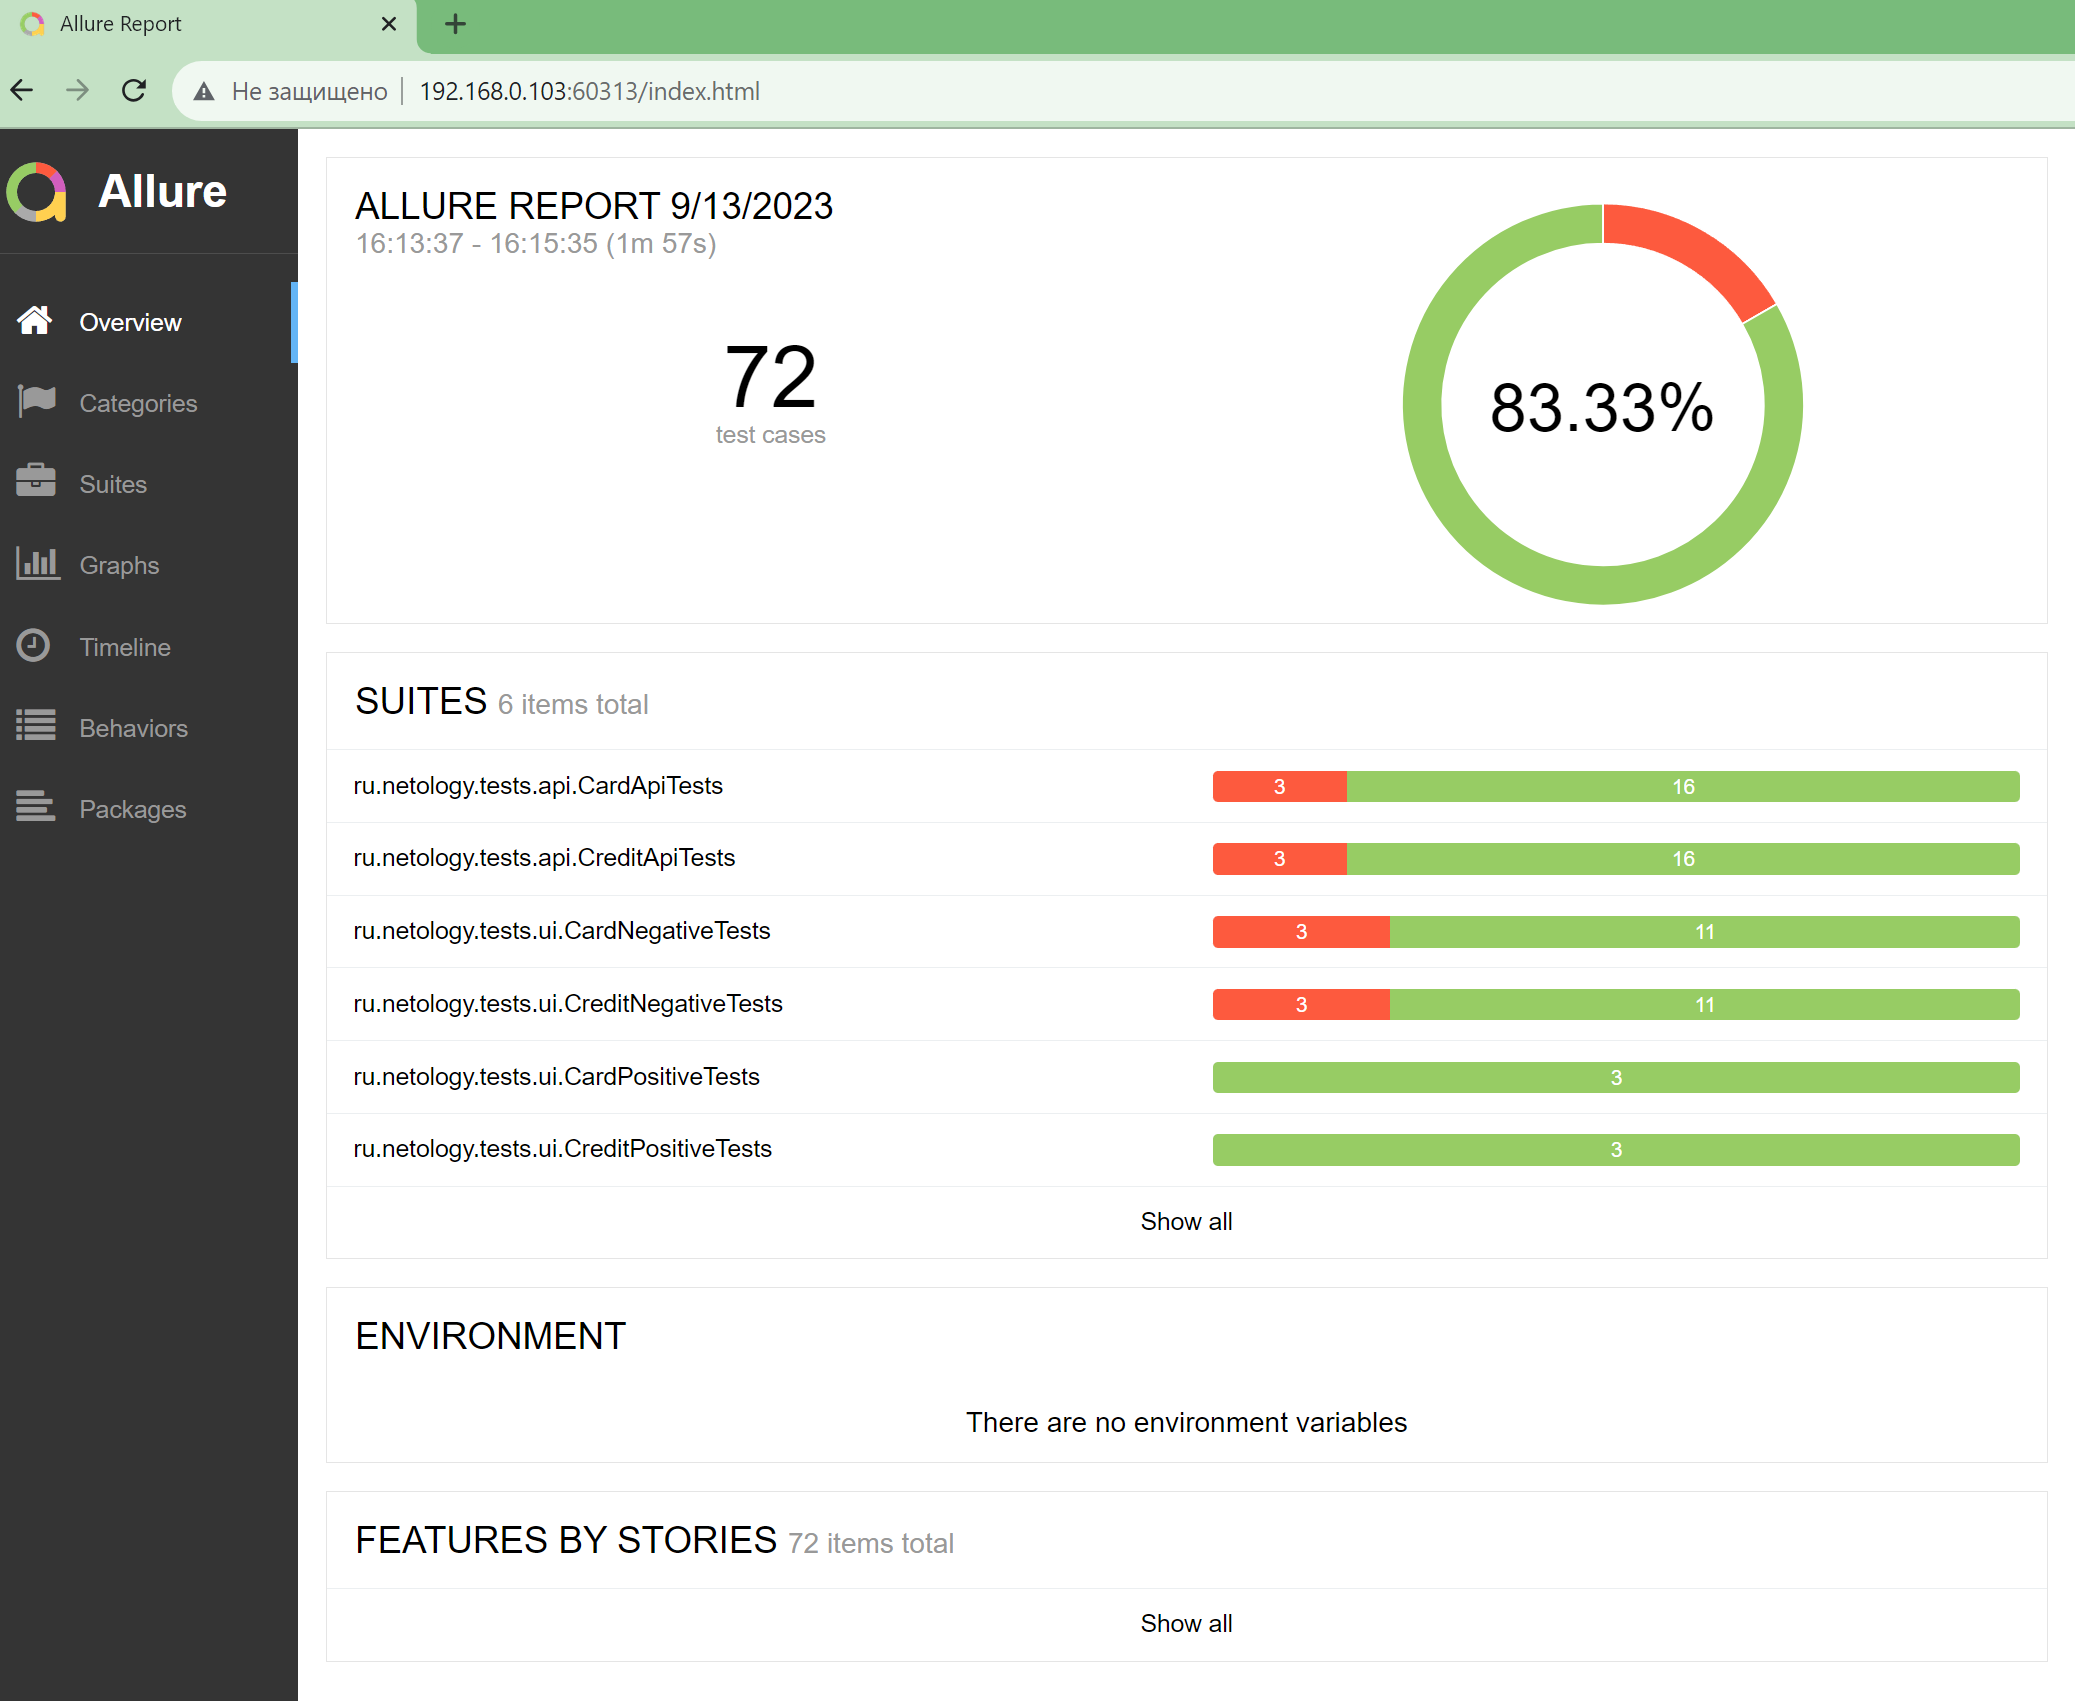 Allure Report
Не защищено
192.168.0.103:60313/index.html
Allure
Overview
Categories
Suites
Graphs
Timeline
Behaviors
Packages
ALLURE REPORT 9/13/2023
16:13:37 - 16:15:35 (1m 57s)
72
test cases
83.33%
SUITES 6 items total
ru.netology.tests.api.CardApiTests 3 16
ru.netology.tests.api.CreditApiTests 3 16
ru.netology.tests.ui.CardNegativeTests 3 11
ru.netology.tests.ui.CreditNegativeTests 3 11
ru.netology.tests.ui.CardPositiveTests 3
ru.netology.tests.ui.CreditPositiveTests 3
Show all
ENVIRONMENT
There are no environment variables
FEATURES BY STORIES 72 items total
Show all